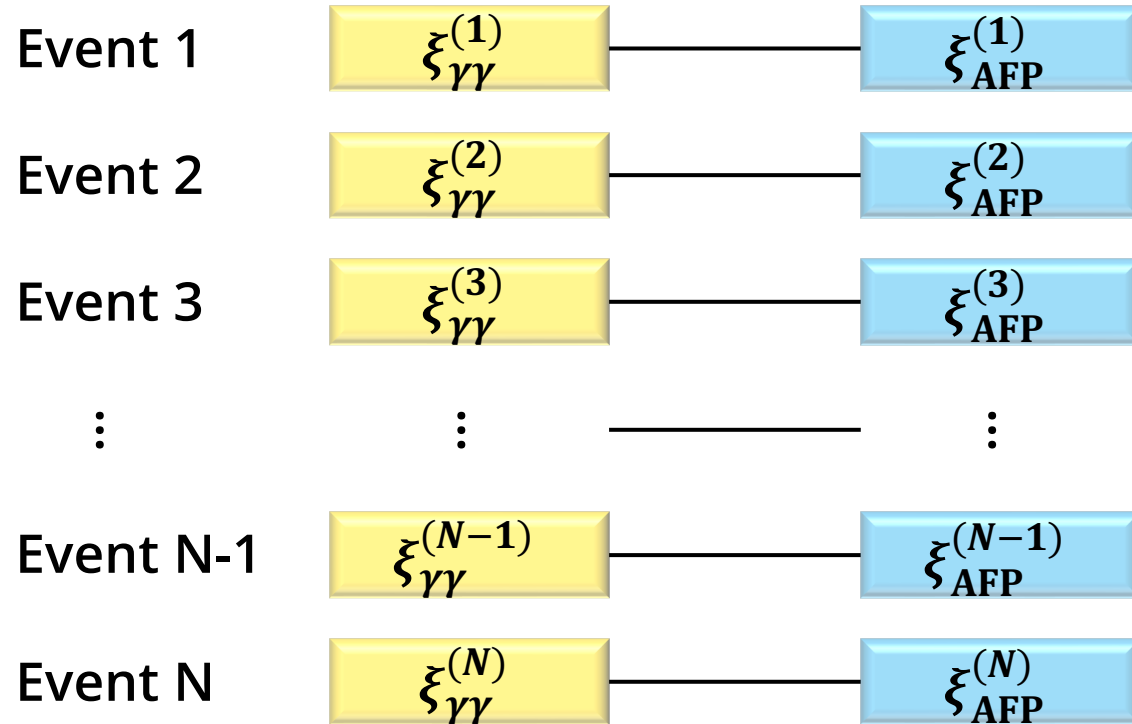 Event 1 ξ_γγ^(1) ξ_AFP^(1)
Event 2 ξ_γγ^(2) ξ_AFP^(2)
Event 3 ξ_γγ^(3) ξ_AFP^(3)
⋮ ⋮ ⋮
Event N-1 ξ_γγ^(N−1) ξ_AFP^(N−1)
Event N ξ_γγ^(N) ξ_AFP^(N)